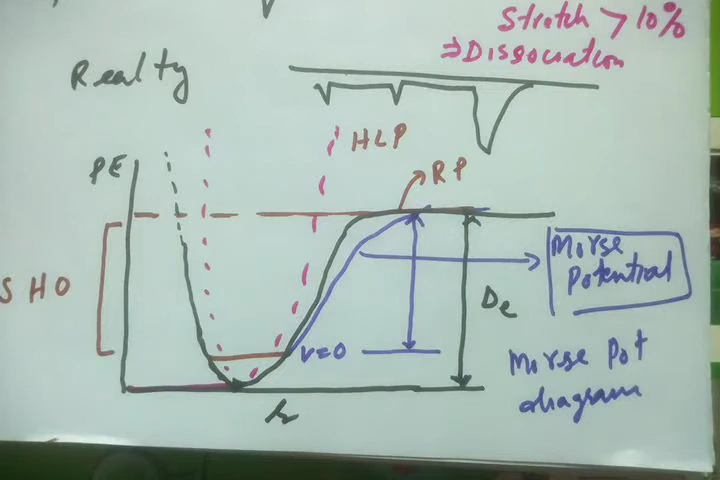 Stretch > 10%
⇒ Dissociation
Realty
HLP
PE
RP
SHO
Morse
Potential
De
v=0
Morse Pot
diagram
r